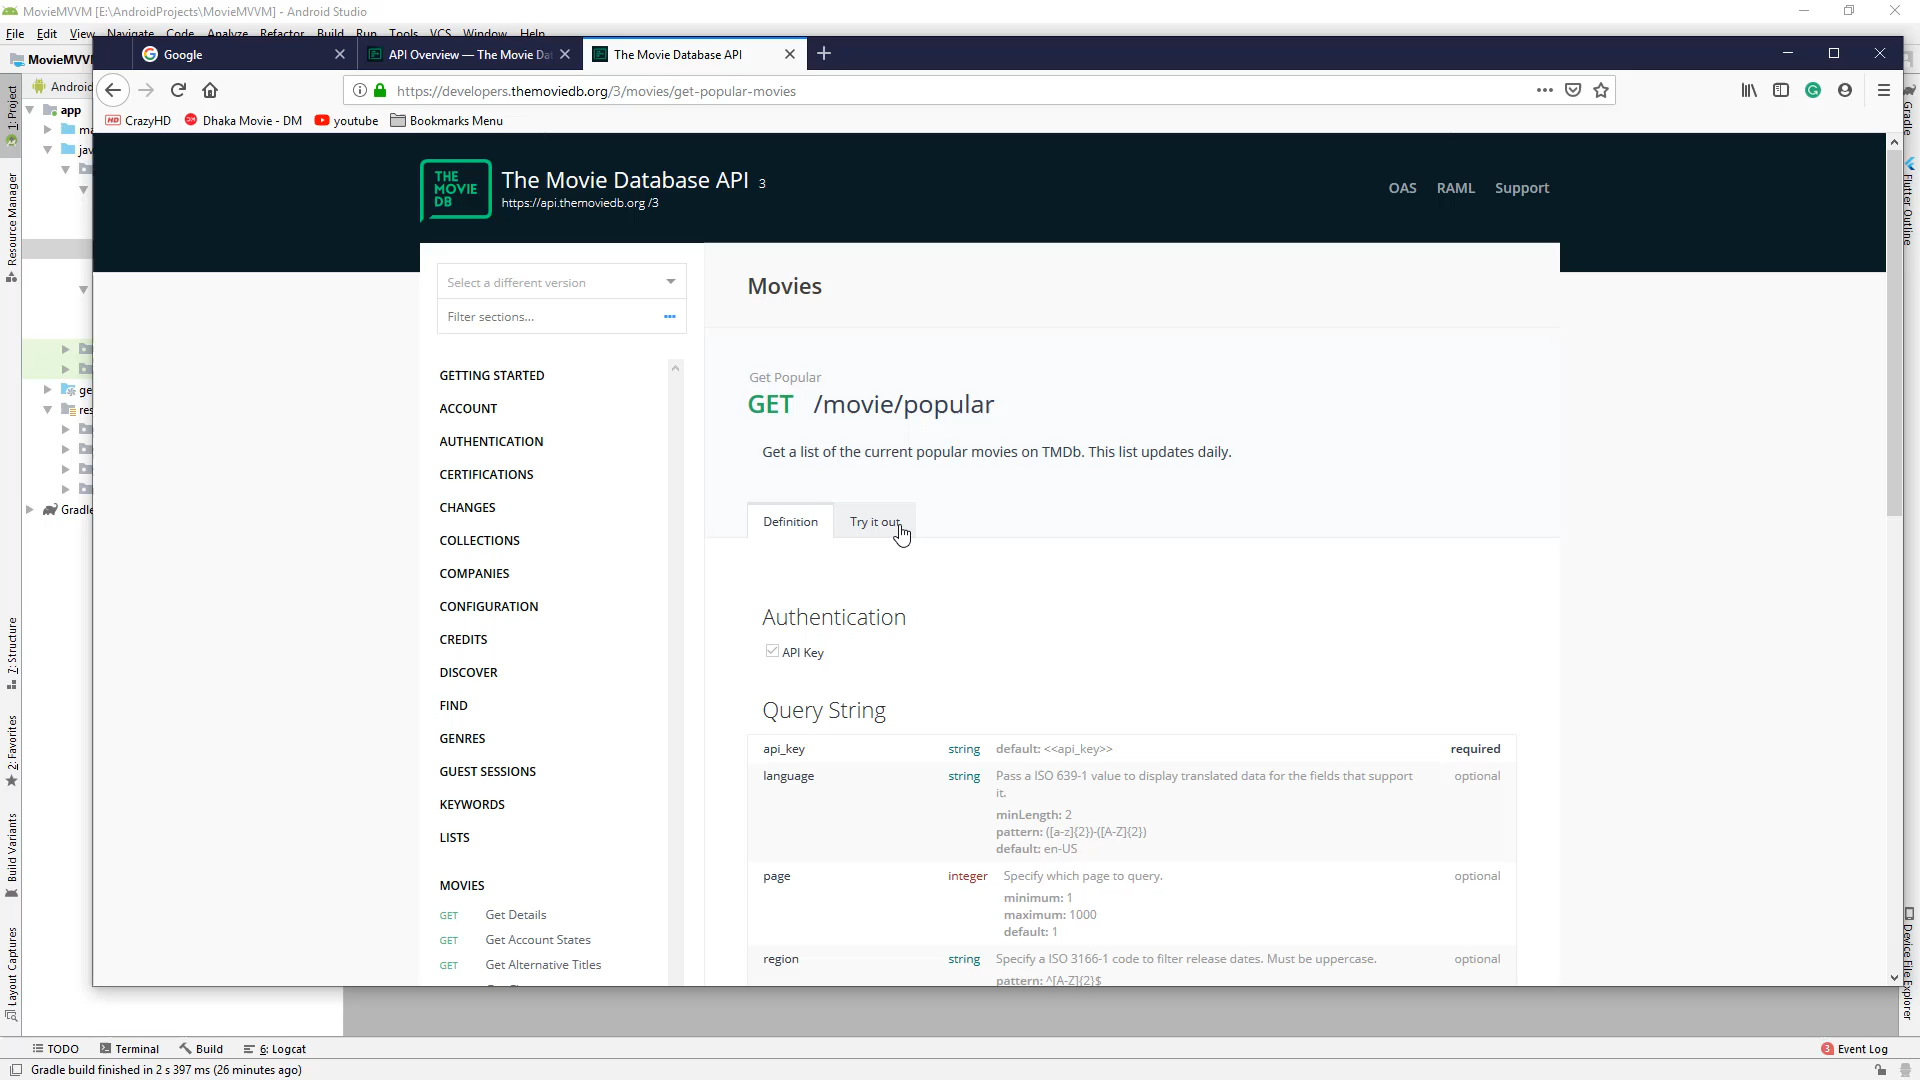 MovieMVVM [E:\AndroidProjects\MovieMVVM] - Android Studio
File Edit View Navigate Code Analyze Refactor Build Run Tools VCS Window Help
MovieMVV
Google
API Overview — The Movie Da
The Movie Database API
Android
https://developers.themoviedb.org/3/movies/get-popular-movies
app
HD CrazyHD
Dhaka Movie - DM
youtube
Bookmarks Menu
ma
jav
ge
res
Gradle
1: Project
Resource Manager
7: Structure
2: Favorites
Build Variants
Layout Captures
THE
MOVIE
DB
The Movie Database API 3
https://api.themoviedb.org /3
OAS RAML Support
Select a different version
Filter sections...
GETTING STARTED
ACCOUNT
AUTHENTICATION
CERTIFICATIONS
CHANGES
COLLECTIONS
COMPANIES
CONFIGURATION
CREDITS
DISCOVER
FIND
GENRES
GUEST SESSIONS
KEYWORDS
LISTS
MOVIES
GET Get Details
GET Get Account States
GET Get Alternative Titles
Movies
Get Popular
GET /movie/popular
Get a list of the current popular movies on TMDb. This list updates daily.
Definition
Try it out
Authentication
API Key
Query String
api_key string default: <<api_key>> required
language string Pass a ISO 639-1 value to display translated data for the fields that support optional
it.
minLength: 2
pattern: ([a-z]{2})-([A-Z]{2})
default: en-US
page integer Specify which page to query. optional
minimum: 1
maximum: 1000
default: 1
region string Specify a ISO 3166-1 code to filter release dates. Must be uppercase. optional
pattern: ^[A-Z]{2}$
Gradle
Flutter Outline
Device File Explorer
TODO Terminal Build 6: Logcat
3 Event Log
Gradle build finished in 2 s 397 ms (26 minutes ago)